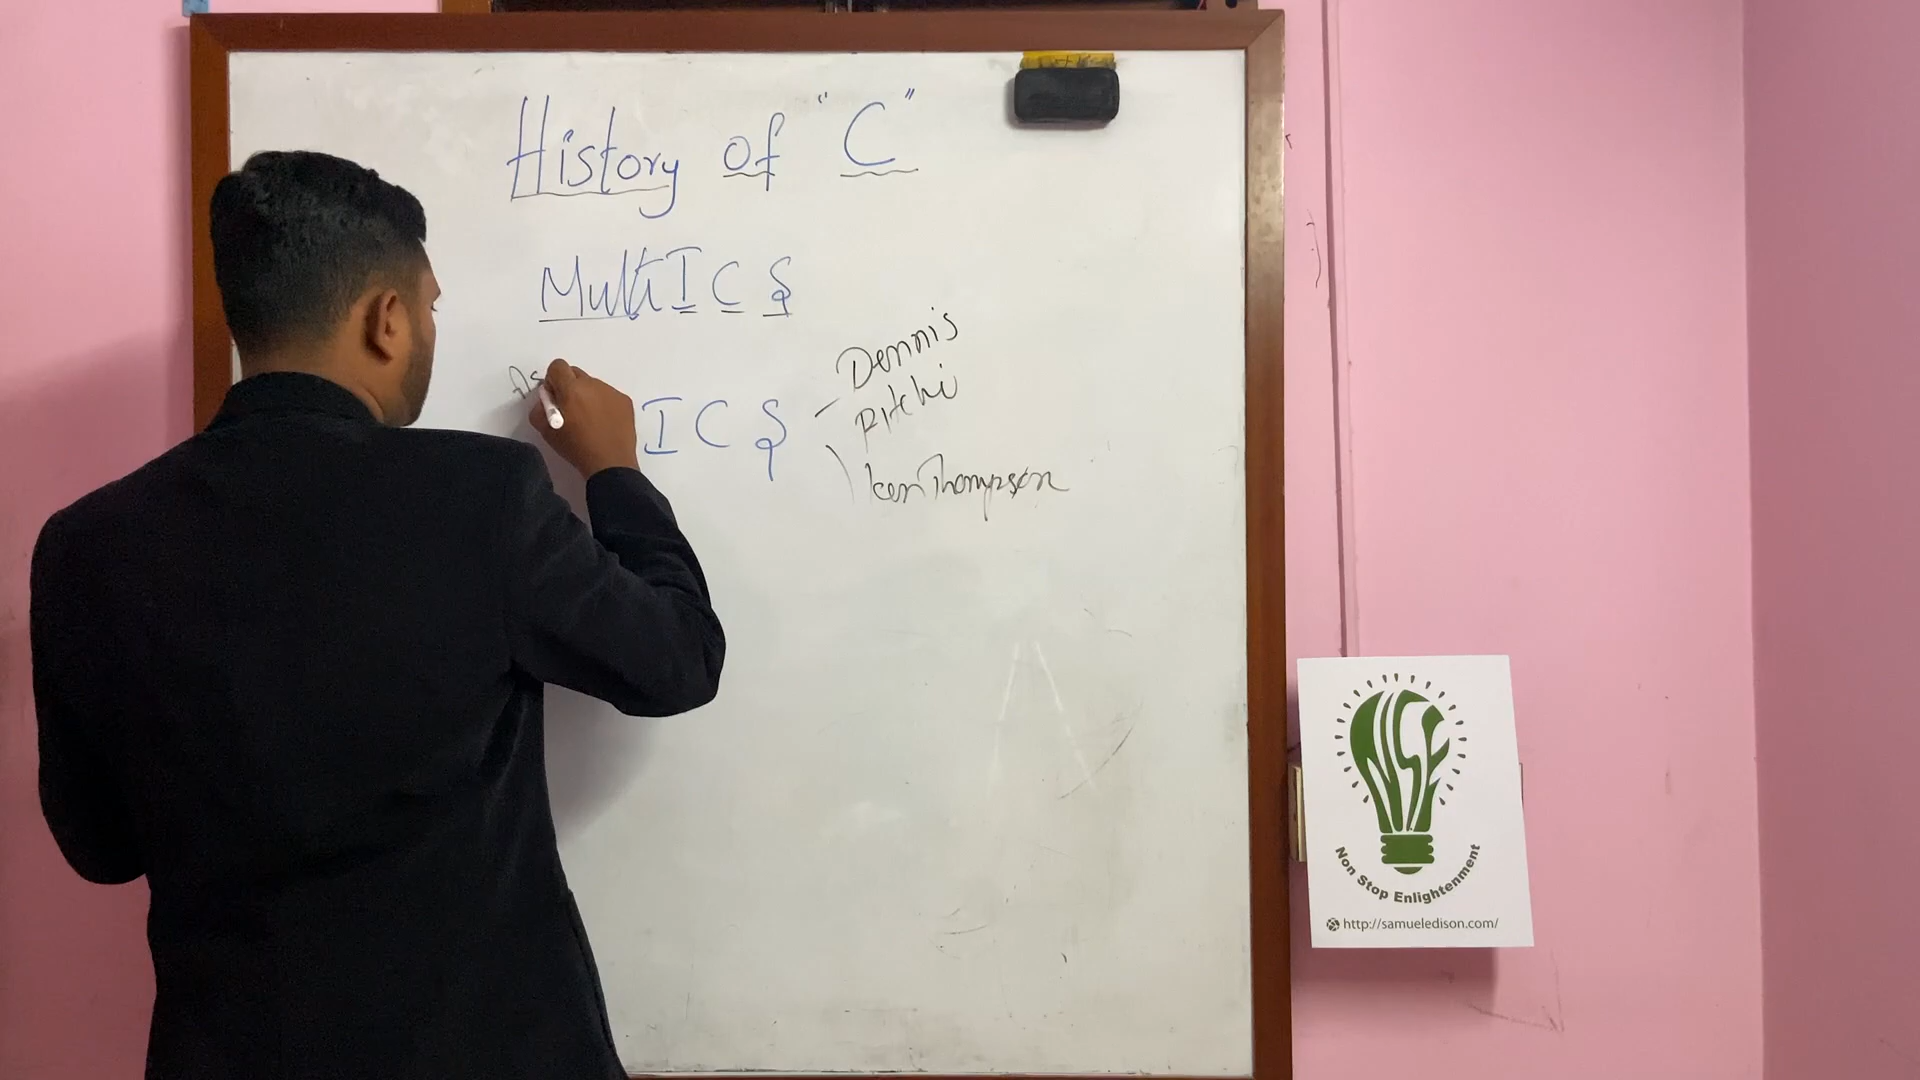 History of "C"
MultICS
ICS
Dennis
Ritchi
Ken Thompson
NSE
Non Stop Enlightenment
http://samueledison.com/